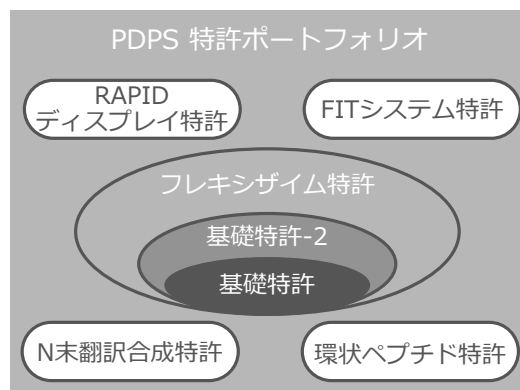 PDPS 特許ポートフォリオ
RAPID
ディスプレイ特許
FITシステム特許
フレキシザイム特許
基礎特許-2
基礎特許
N末翻訳合成特許
環状ペプチド特許